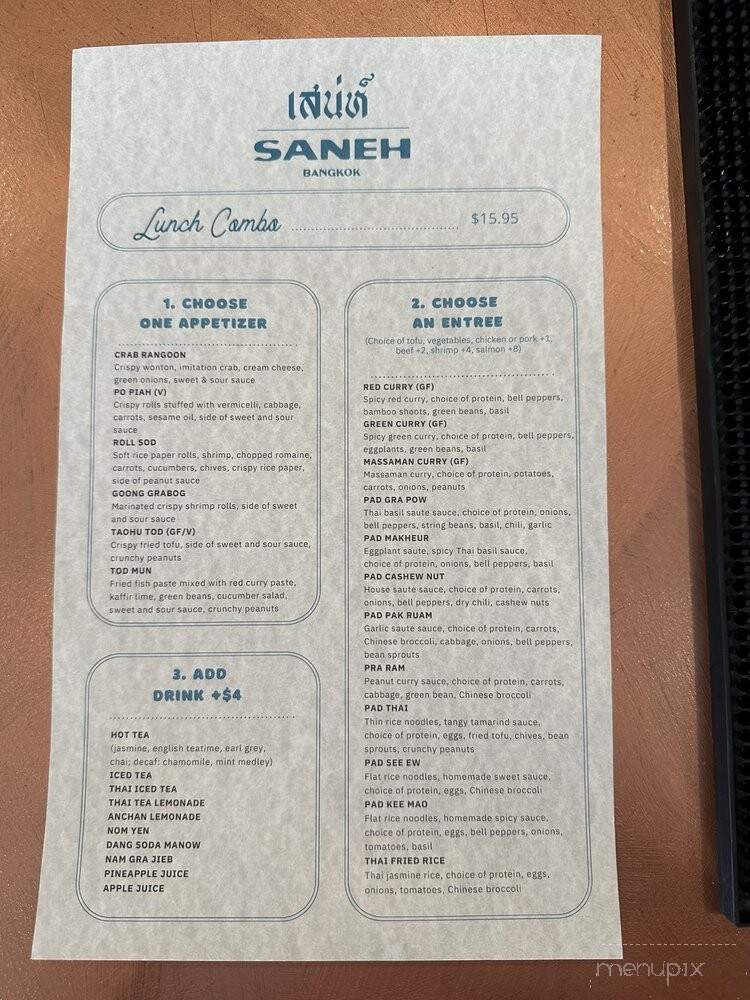 เสน่ห์
SANEH
BANGKOK
Lunch Combo ........................................ $15.95
1. CHOOSE
ONE APPETIZER
CRAB RANGOON
Crispy wonton, imitation crab, cream cheese,
green onions, sweet & sour sauce
PO PIAH (V)
Crispy rolls stuffed with vermicelli, cabbage,
carrots, sesame oil, side of sweet and sour
sauce
ROLL SOD
Soft rice paper rolls, shrimp, chopped romaine,
carrots, cucumbers, chives, crispy rice paper,
side of peanut sauce
GOONG GRABOG
Marinated crispy shrimp rolls, side of sweet
and sour sauce
TAOHU TOD (GF/V)
Crispy fried tofu, side of sweet and sour sauce,
crunchy peanuts
TOD MUN
Fried fish paste mixed with red curry paste,
kaffir lime, green beans, cucumber salad,
sweet and sour sauce, crunchy peanuts
2. CHOOSE
AN ENTREE
(Choice of tofu, vegetables, chicken or pork +1,
beef +2, shrimp +4, salmon +8)
RED CURRY (GF)
Spicy red curry, choice of protein, bell peppers,
bamboo shoots, green beans, basil
GREEN CURRY (GF)
Spicy green curry, choice of protein, bell peppers,
eggplants, green beans, basil
MASSAMAN CURRY (GF)
Massaman curry, choice of protein, potatoes,
carrots, onions, peanuts
PAD GRA POW
Thai basil saute sauce, choice of protein, onions,
bell peppers, string beans, basil, chili, garlic
PAD MAKHEUR
Eggplant saute, spicy Thai basil sauce,
choice of protein, onions, bell peppers, basil
PAD CASHEW NUT
House saute sauce, choice of protein, carrots,
onions, bell peppers, dry chili, cashew nuts
PAD PAK RUAM
Garlic saute sauce, choice of protein, carrots,
Chinese broccoli, cabbage, onions, bell peppers,
bean sprouts
PRA RAM
Peanut curry sauce, choice of protein, carrots,
cabbage, green bean, Chinese broccoli
PAD THAI
Thin rice noodles, tangy tamarind sauce,
choice of protein, eggs, fried tofu, chives, bean
sprouts, crunchy peanuts
PAD SEE EW
Flat rice noodles, homemade sweet sauce,
choice of protein, eggs, Chinese broccoli
PAD KEE MAO
Flat rice noodles, homemade spicy sauce,
choice of protein, eggs, bell peppers, onions,
tomatoes, basil
THAI FRIED RICE
Thai jasmine rice, choice of protein, eggs,
onions, tomatoes, Chinese broccoli
3. ADD
DRINK +$4
HOT TEA
(jasmine, english teatime, earl grey,
chai; decaf: chamomile, mint medley)
ICED TEA
THAI ICED TEA
THAI TEA LEMONADE
ANCHAN LEMONADE
NOM YEN
DANG SODA MANOW
NAM GRA JIEB
PINEAPPLE JUICE
APPLE JUICE
menupix